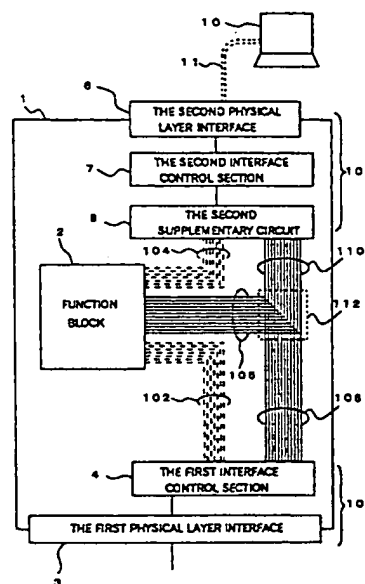 10
11
6
1
THE SECOND PHYSICAL
LAYER INTERFACE
10
7
THE SECOND INTERFACE
CONTROL SECTION
8
THE SECOND
SUPPLEMENTARY CIRCUIT
2
104
110
FUNCTION
BLOCK
112
105
102
106
4
THE FIRST INTERFACE
CONTROL SECTION
10
THE FIRST PHYSICAL LAYER INTERFACE
3